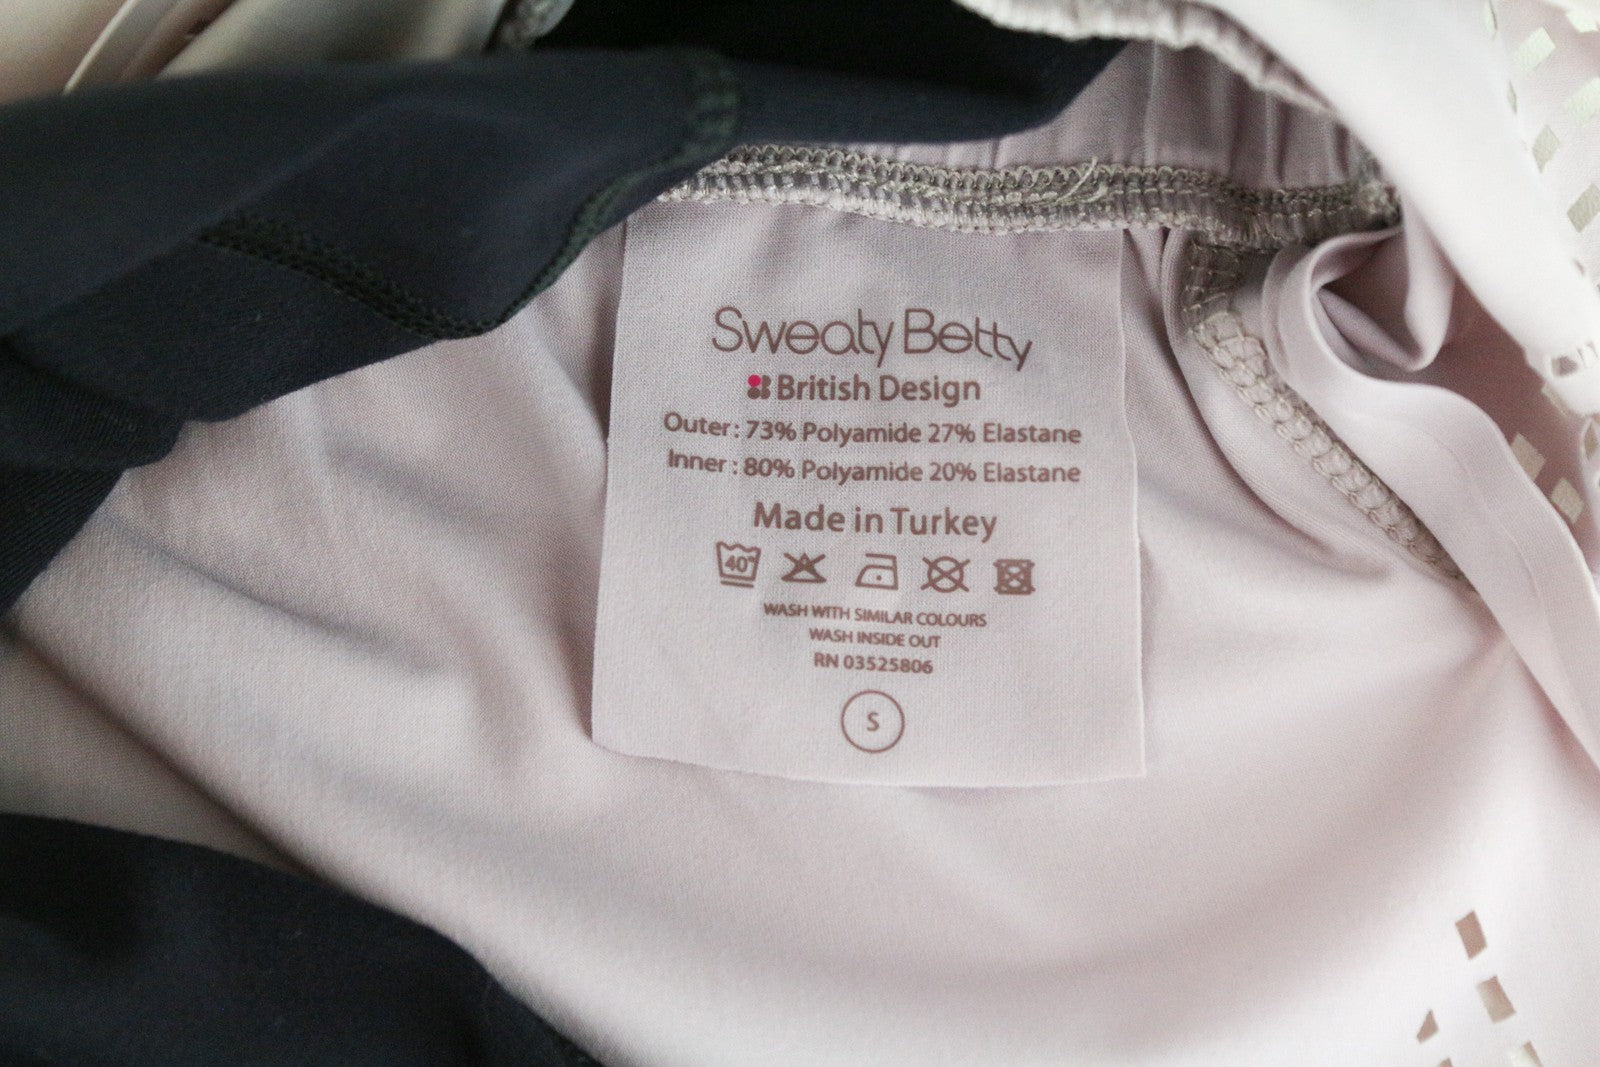 Sweaty Betty
British Design
Outer : 73% Polyamide 27% Elastane
Inner : 80% Polyamide 20% Elastane
Made in Turkey
40°
WASH WITH SIMILAR COLOURS
WASH INSIDE OUT
RN 03525806
S